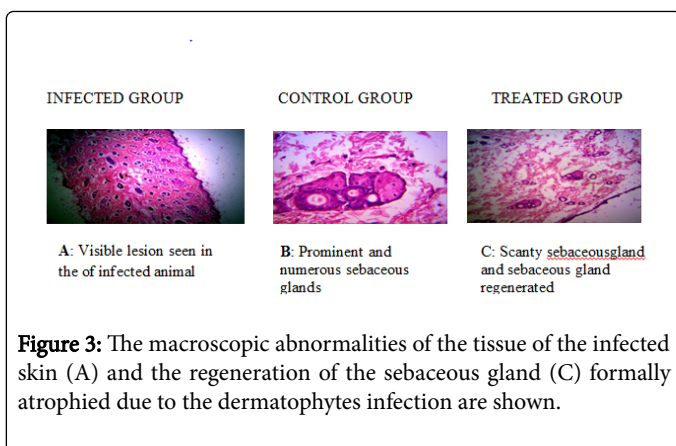 INFECTED GROUP CONTROL GROUP TREATED GROUP
A: Visible lesion seen in
the of infected animal
B: Prominent and
numerous sebaceous
glands
C: Scanty sebaceousgland
and sebaceous gland
regenerated
Figure 3: The macroscopic abnormalities of the tissue of the infected
skin (A) and the regeneration of the sebaceous gland (C) formally
atrophied due to the dermatophytes infection are shown.